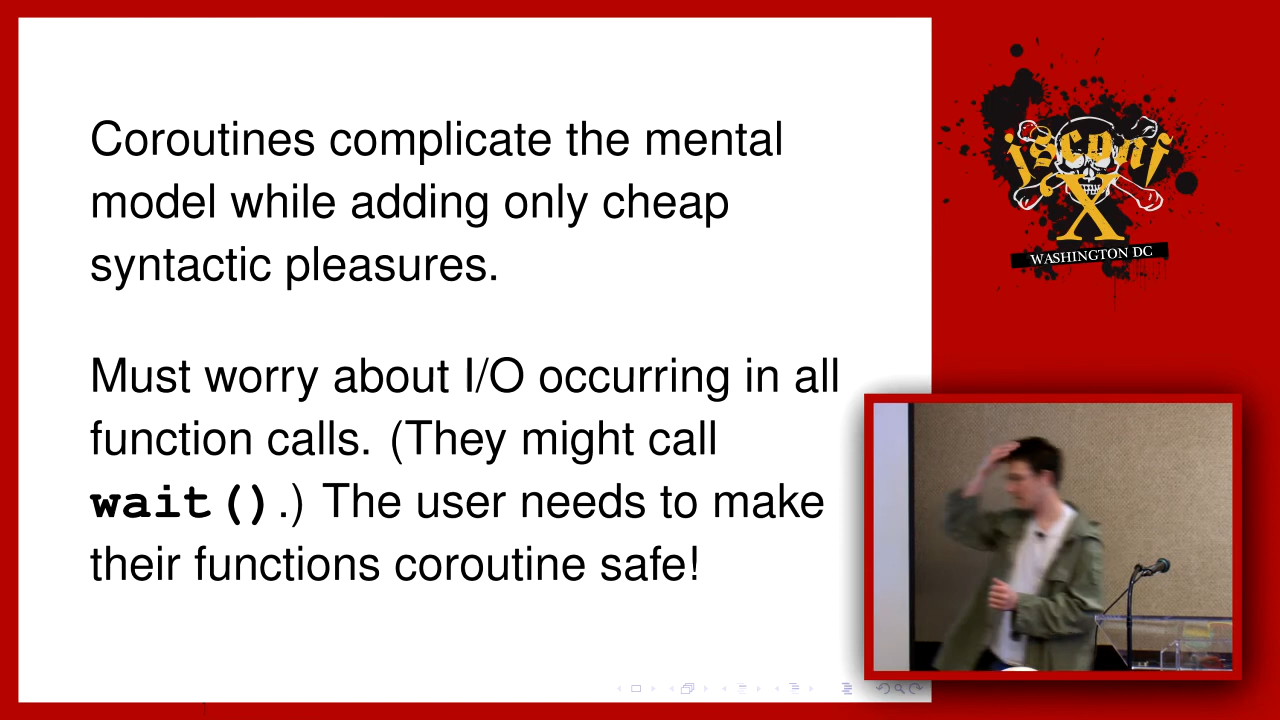 Coroutines complicate the mental
model while adding only cheap
syntactic pleasures.
Must worry about I/O occurring in all
function calls. (They might call
wait().) The user needs to make
their functions coroutine safe!
jsconf
X
WASHINGTON DC